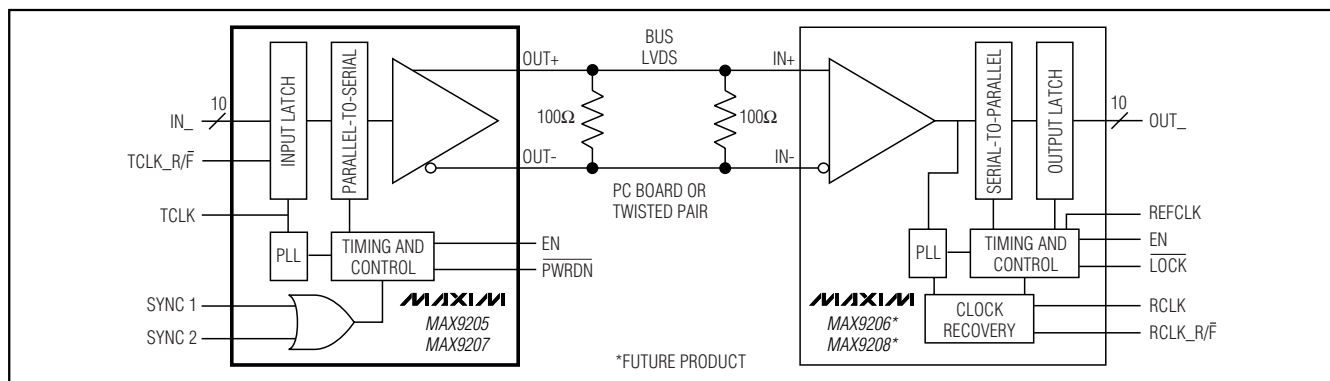 BUS
LVDS
OUT+
IN+
10
IN_
TCLK_R/F̅
TCLK
INPUT LATCH
PARALLEL-TO-SERIAL
100Ω
100Ω
OUT-
IN-
SERIAL-TO-PARALLEL
OUTPUT LATCH
10
OUT_
PC BOARD OR
TWISTED PAIR
PLL
TIMING AND
CONTROL
EN
P̅W̅R̅D̅N̅
SYNC 1
SYNC 2
MAXIM
MAX9205
MAX9207
PLL
TIMING AND
CONTROL
REFCLK
EN
L̅O̅C̅K̅
CLOCK
RECOVERY
RCLK
RCLK_R/F̅
MAXIM
MAX9206*
MAX9208*
*FUTURE PRODUCT